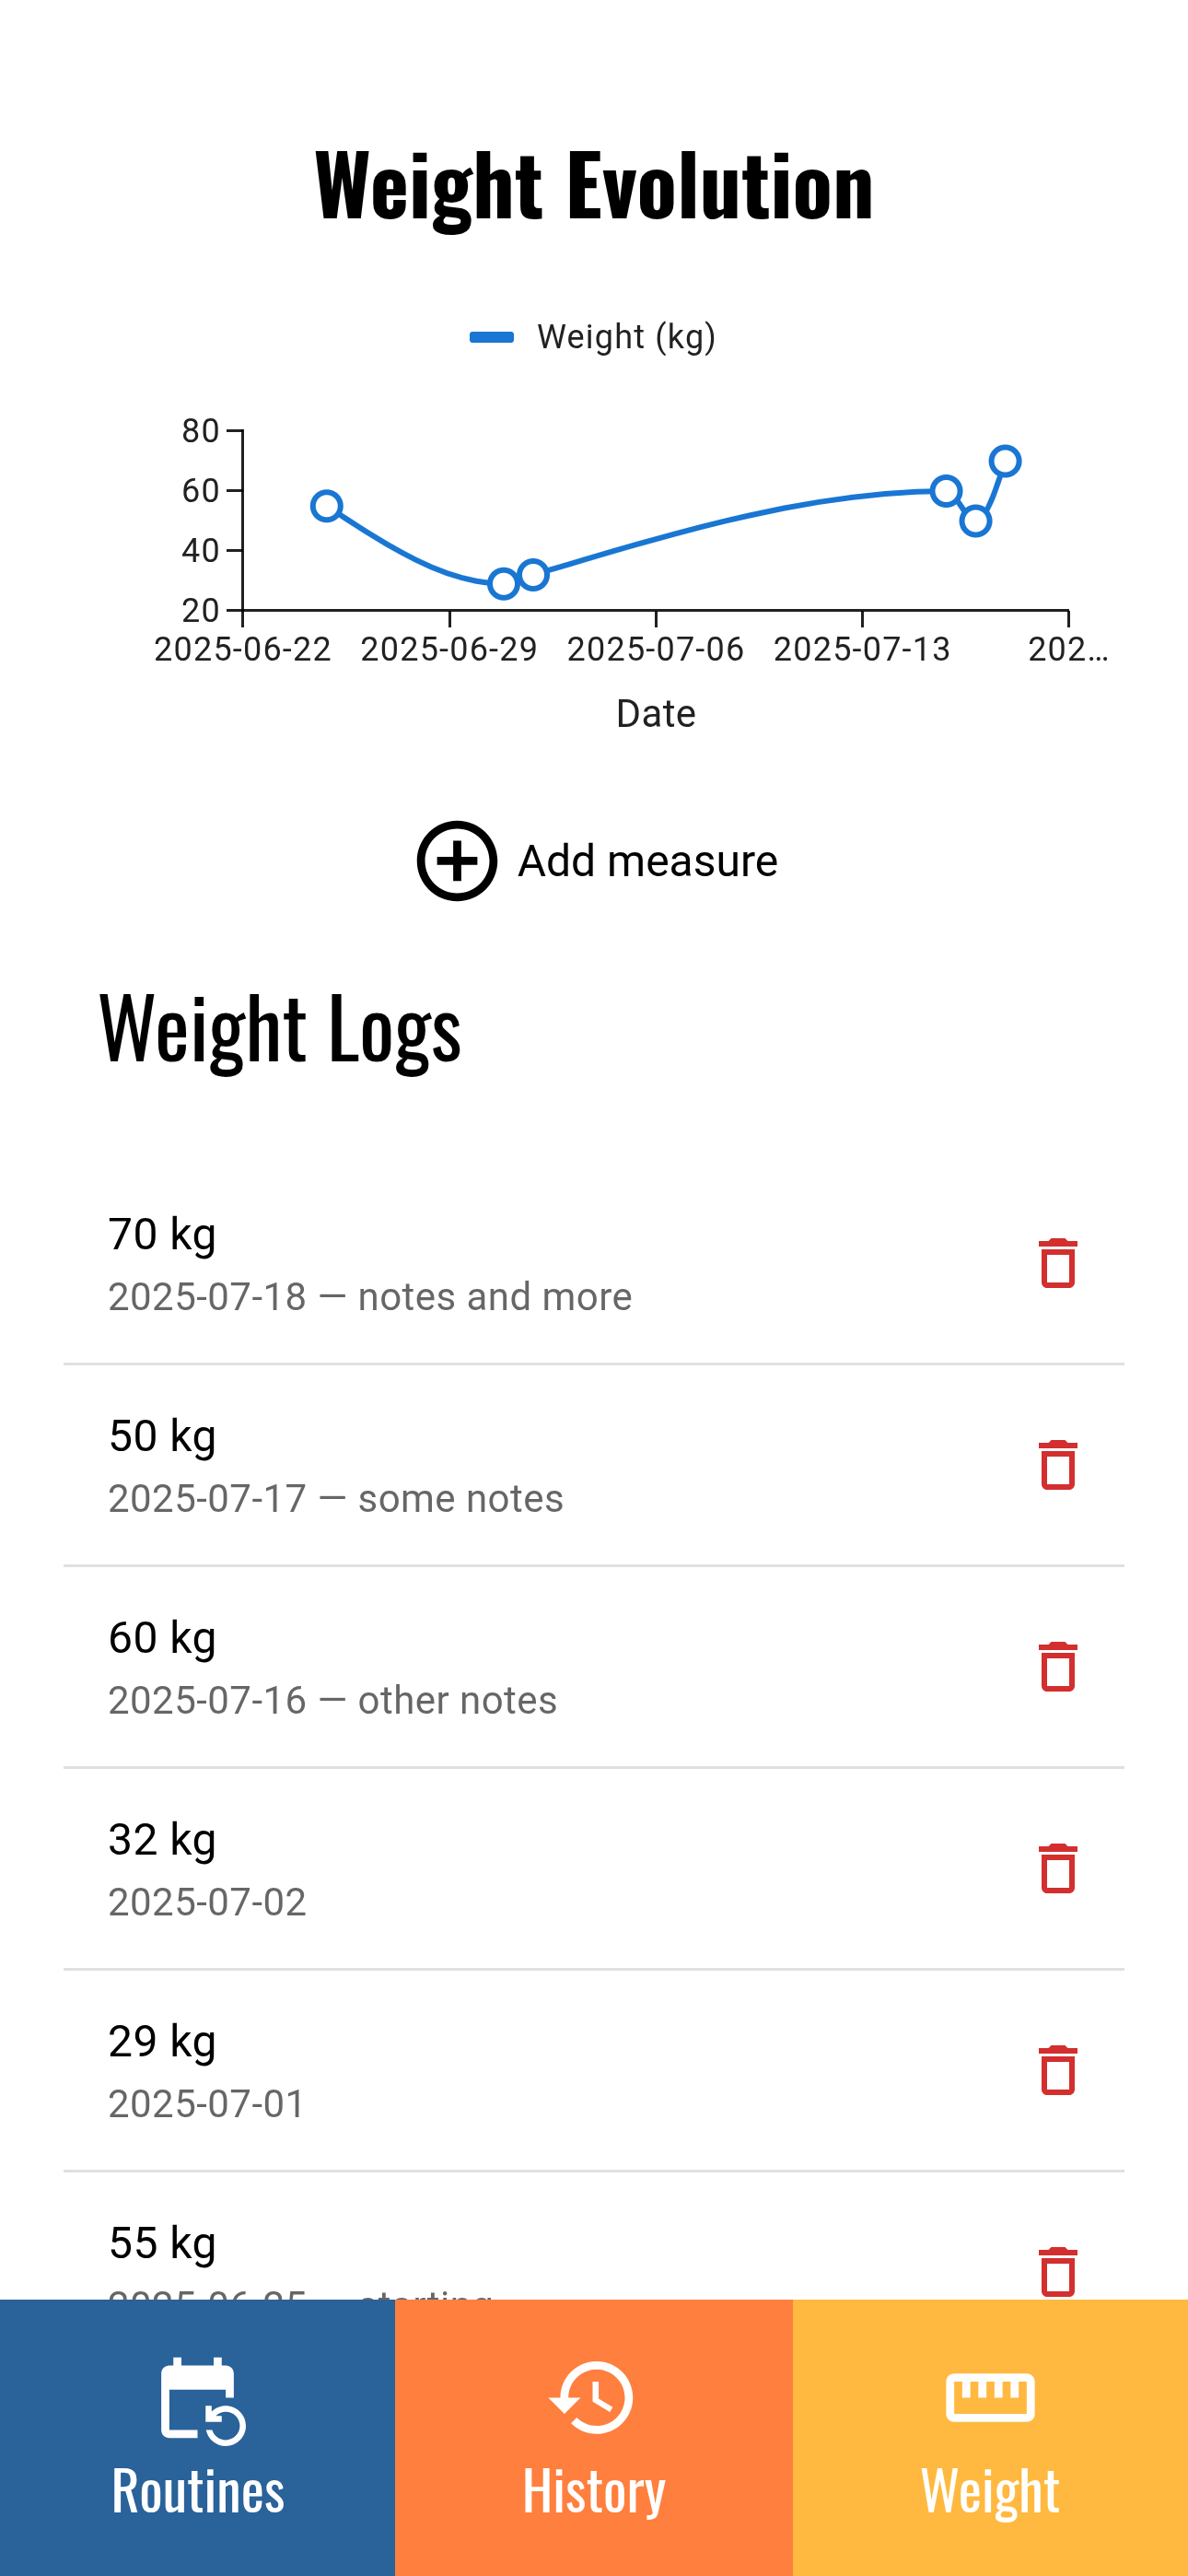 Weight Evolution
Weight (kg)
80
60
40
20
2025-06-22 2025-06-29 2025-07-06 2025-07-13 202…
Date
Add measure
Weight Logs
70 kg
2025-07-18 — notes and more
50 kg
2025-07-17 — some notes
60 kg
2025-07-16 — other notes
32 kg
2025-07-02
29 kg
2025-07-01
55 kg
Routines
History
Weight